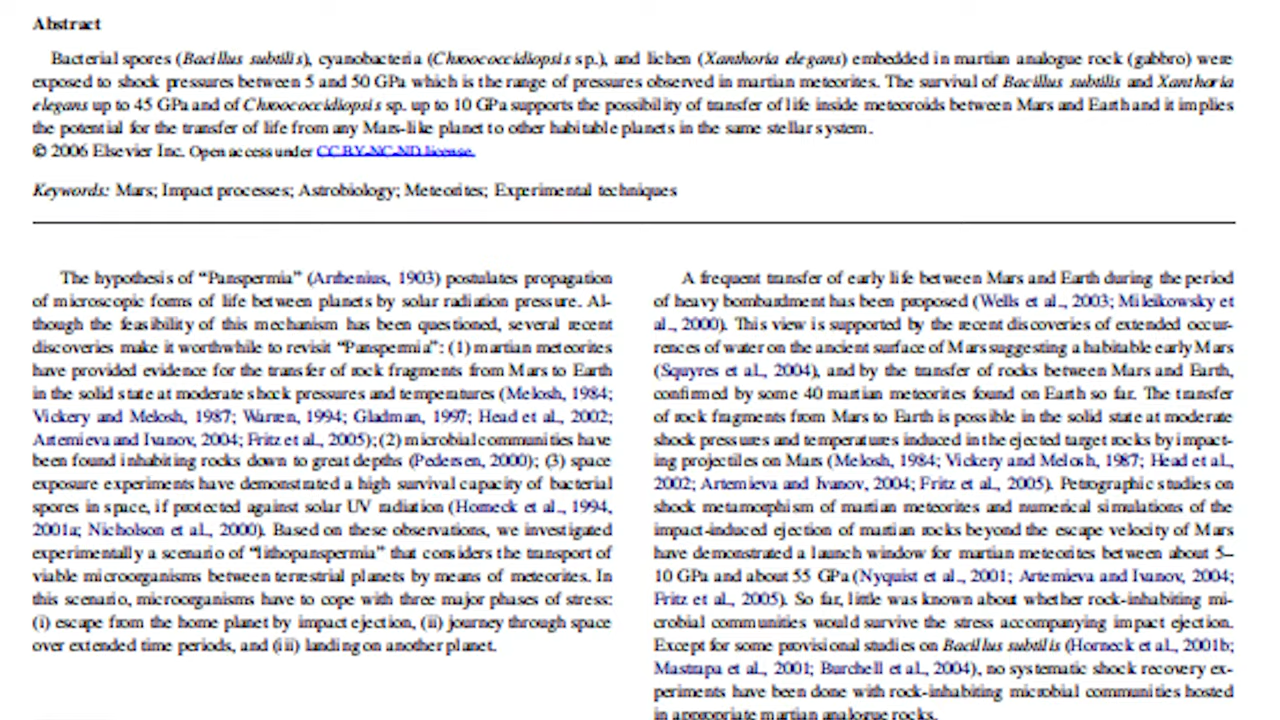 Abstract
Bacterial spores (Bacillus subtilis), cyanobacteria (Chroococcidiopsis sp.), and lichen (Xanthoria elegans) embedded in martian analogue rock (gabbro) were
exposed to shock pressures between 5 and 50 GPa which is the range of pressures observed in martian meteorites. The survival of Bacillus subtilis and Xanthoria
elegans up to 45 GPa and of Chroococcidiopsis sp. up to 10 GPa supports the possibility of transfer of life inside meteoroids between Mars and Earth and it implies
the potential for the transfer of life from any Mars-like planet to other habitable planets in the same stellar system.
© 2006 Elsevier Inc. Open access under CC BY-NC-ND license.
Keywords: Mars; Impact processes; Astrobiology; Meteorites; Experimental techniques
The hypothesis of “Panspermia” (Arrhenius, 1903) postulates propagation
of microscopic forms of life between planets by solar radiation pressure. Al-
though the feasibility of this mechanism has been questioned, several recent
discoveries make it worthwhile to revisit “Panspermia”: (1) martian meteorites
have provided evidence for the transfer of rock fragments from Mars to Earth
in the solid state at moderate shock pressures and temperatures (Melosh, 1984;
Vickery and Melosh, 1987; Warren, 1994; Gladman, 1997; Head et al., 2002;
Artemieva and Ivanov, 2004; Fritz et al., 2005); (2) microbial communities have
been found inhabiting rocks down to great depths (Pedersen, 2000); (3) space
exposure experiments have demonstrated a high survival capacity of bacterial
spores in space, if protected against solar UV radiation (Horneck et al., 1994,
2001a; Nicholson et al., 2000). Based on these observations, we investigated
experimentally a scenario of “lithopanspermia” that considers the transport of
viable microorganisms between terrestrial planets by means of meteorites. In
this scenario, microorganisms have to cope with three major phases of stress:
(i) escape from the home planet by impact ejection, (ii) journey through space
over extended time periods, and (iii) landing on another planet.
A frequent transfer of early life between Mars and Earth during the period
of heavy bombardment has been proposed (Wells et al., 2003; Mileikowsky et
al., 2000). This view is supported by the recent discoveries of extended occur-
rences of water on the ancient surface of Mars suggesting a habitable early Mars
(Squyres et al., 2004), and by the transfer of rocks between Mars and Earth,
confirmed by some 40 martian meteorites found on Earth so far. The transfer
of rock fragments from Mars to Earth is possible in the solid state at moderate
shock pressures and temperatures induced in the ejected target rocks by impact-
ing projectiles on Mars (Melosh, 1984; Vickery and Melosh, 1987; Head et al.,
2002; Artemieva and Ivanov, 2004; Fritz et al., 2005). Petrographic studies on
shock metamorphism of martian meteorites and numerical simulations of the
impact-induced ejection of martian rocks beyond the escape velocity of Mars
have demonstrated a launch window for martian meteorites between about 5–
10 GPa and about 55 GPa (Nyquist et al., 2001; Artemieva and Ivanov, 2004;
Fritz et al., 2005). So far, little was known about whether rock-inhabiting mi-
crobial communities would survive the stress accompanying impact ejection.
Except for some provisional studies on Bacillus subtilis (Horneck et al., 2001b;
Mastrapa et al., 2001; Burchell et al., 2004), no systematic shock recovery ex-
periments have been done with rock-inhabiting microbial communities hosted
in appropriate martian analogue rocks.